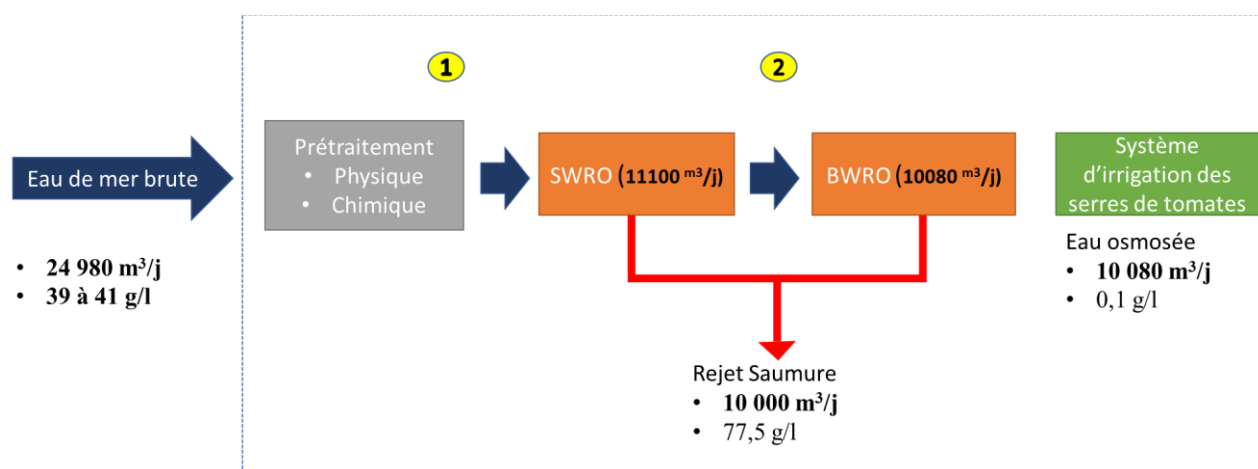 1
2
Eau de mer brute
• 24 980 m³/j
• 39 à 41 g/l
Prétraitement
• Physique
• Chimique
SWRO (11100 m³/j)
BWRO (10080 m³/j)
Système
d'irrigation des
serres de tomates
Eau osmosée
• 10 080 m³/j
• 0,1 g/l
Rejet Saumure
• 10 000 m³/j
• 77,5 g/l